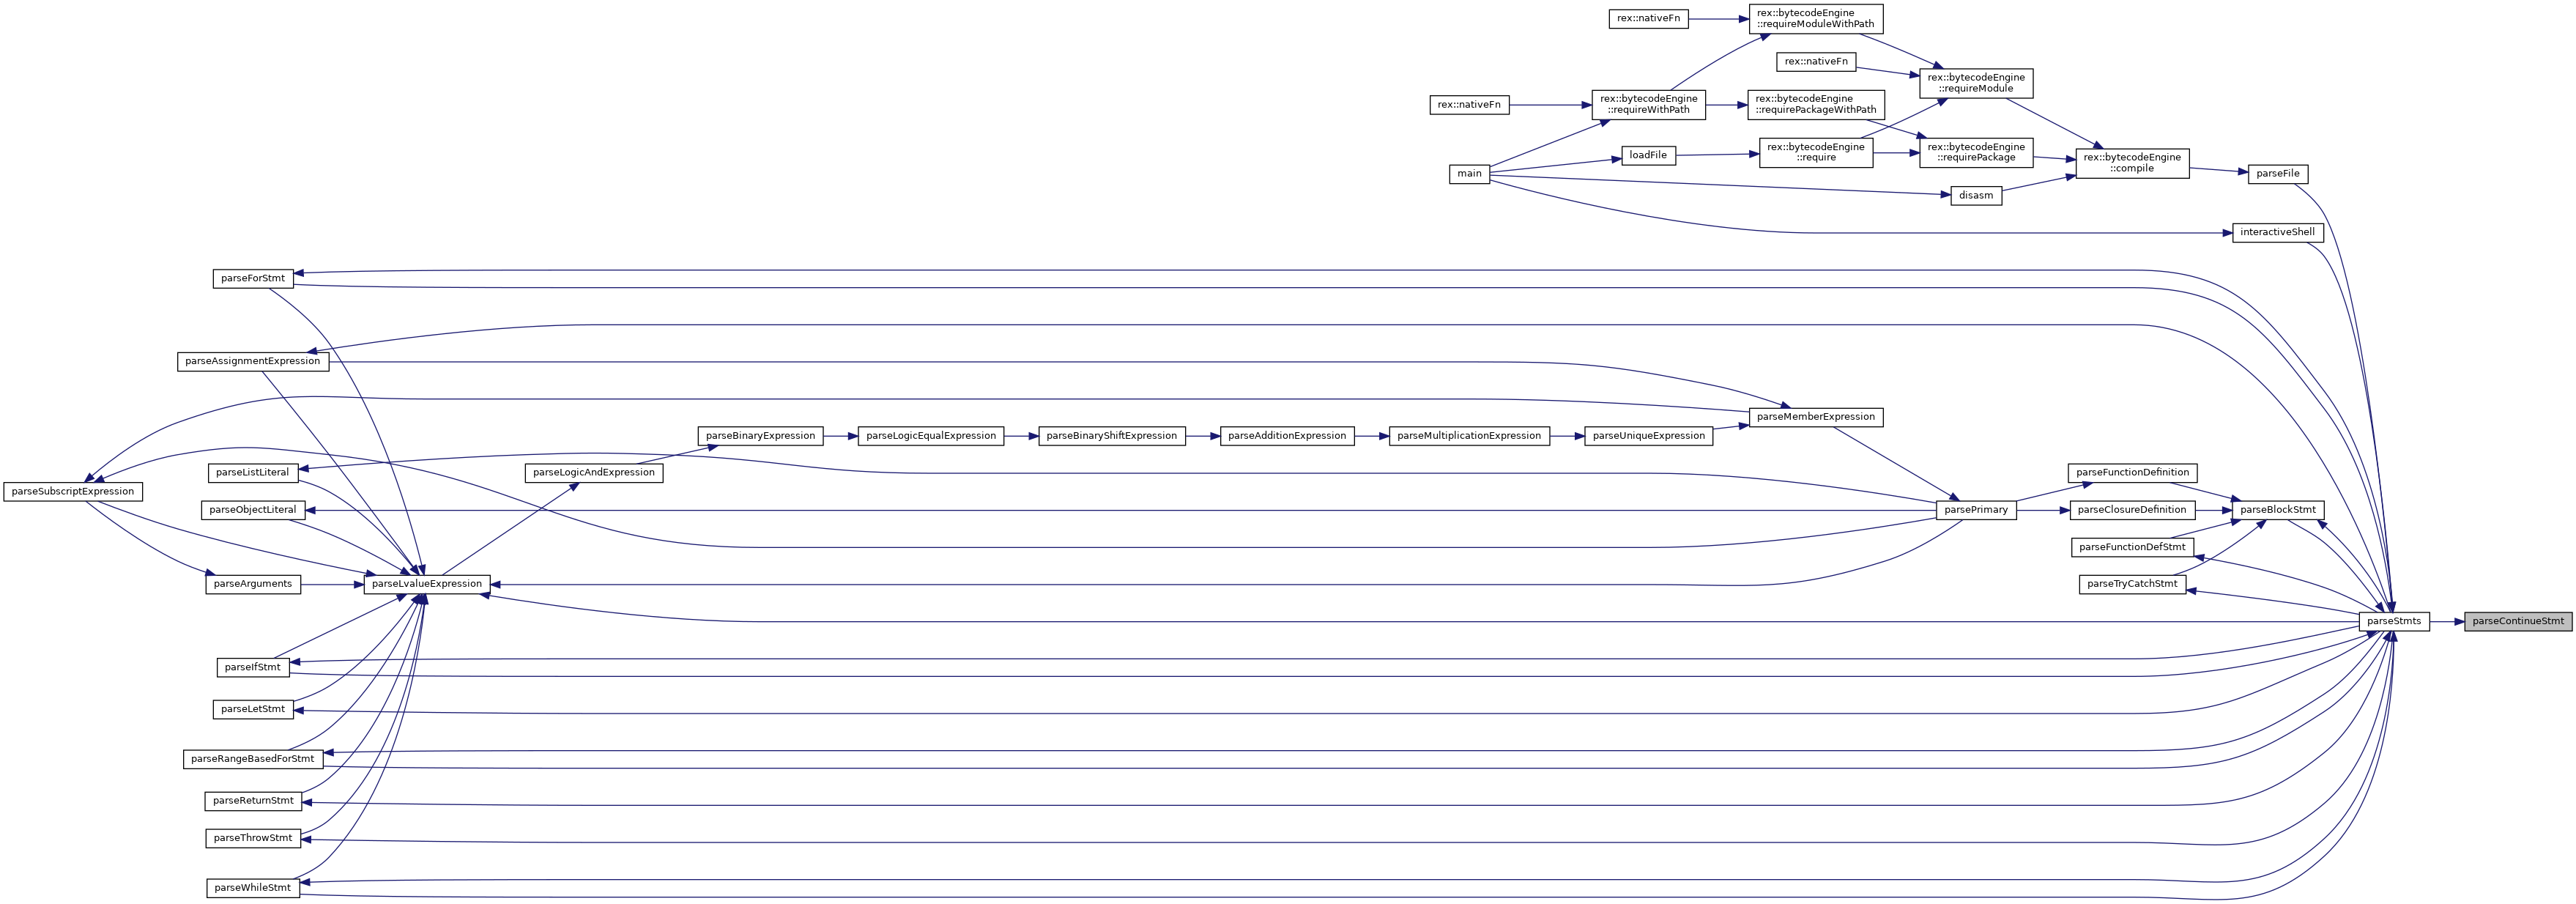 rex::nativeFn
rex::bytecodeEngine
::requireModuleWithPath
rex::nativeFn
rex::bytecodeEngine
::requireModule
rex::nativeFn
rex::bytecodeEngine
::requireWithPath
rex::bytecodeEngine
::requirePackageWithPath
loadFile
rex::bytecodeEngine
::require
rex::bytecodeEngine
::requirePackage
rex::bytecodeEngine
::compile
main
parseFile
disasm
interactiveShell
parseForStmt
parseAssignmentExpression
parseMemberExpression
parseBinaryExpression
parseLogicEqualExpression
parseBinaryShiftExpression
parseAdditionExpression
parseMultiplicationExpression
parseUniqueExpression
parseListLiteral
parseLogicAndExpression
parseFunctionDefinition
parseSubscriptExpression
parseObjectLiteral
parsePrimary
parseClosureDefinition
parseBlockStmt
parseFunctionDefStmt
parseArguments
parseLvalueExpression
parseTryCatchStmt
parseStmts
parseContinueStmt
parseIfStmt
parseLetStmt
parseRangeBasedForStmt
parseReturnStmt
parseThrowStmt
parseWhileStmt